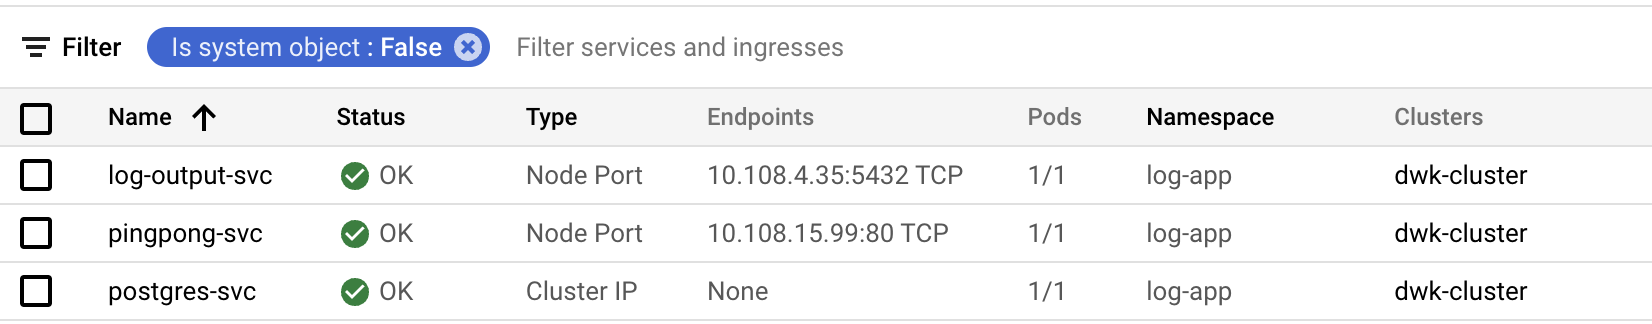 Filter Is system object : False Filter services and ingresses
Name Status Type Endpoints Pods Namespace Clusters
log-output-svc OK Node Port 10.108.4.35:5432 TCP 1/1 log-app dwk-cluster
pingpong-svc OK Node Port 10.108.15.99:80 TCP 1/1 log-app dwk-cluster
postgres-svc OK Cluster IP None 1/1 log-app dwk-cluster